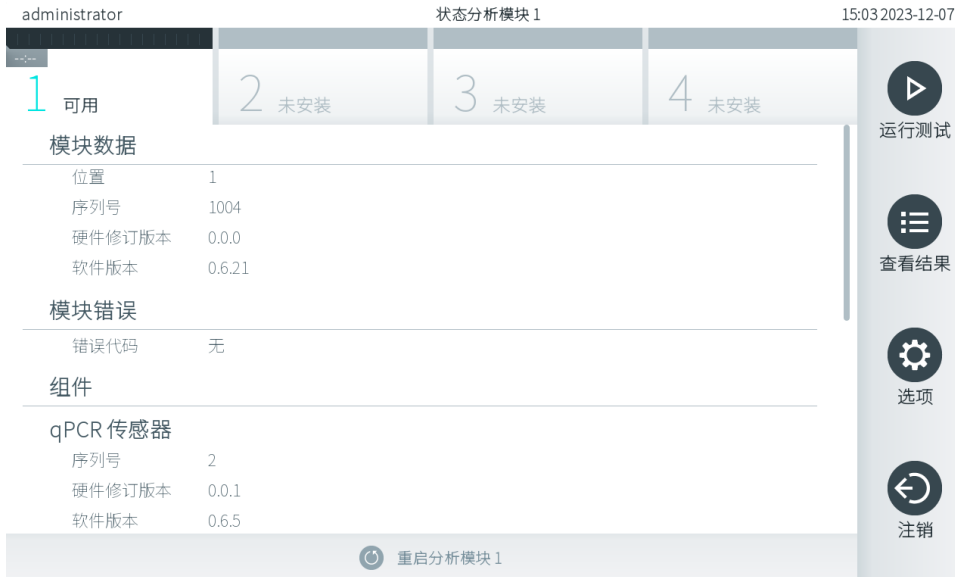 administrator 状态分析模块 1 15:03 2023-12-07
--:--
1 可用 2 未安装 3 未安装 4 未安装
运行测试
模块数据
位置 1
序列号 1004
硬件修订版本 0.0.0
软件版本 0.6.21
查看结果
模块错误
错误代码 无
组件
选项
qPCR 传感器
序列号 2
硬件修订版本 0.0.1
软件版本 0.6.5
注销
重启分析模块 1